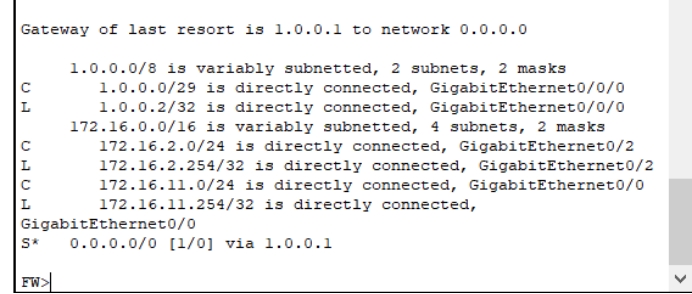 Gateway of last resort is 1.0.0.1 to network 0.0.0.0
1.0.0.0/8 is variably subnetted, 2 subnets, 2 masks
C 1.0.0.0/29 is directly connected, GigabitEthernet0/0/0
L 1.0.0.2/32 is directly connected, GigabitEthernet0/0/0
172.16.0.0/16 is variably subnetted, 4 subnets, 2 masks
C 172.16.2.0/24 is directly connected, GigabitEthernet0/2
L 172.16.2.254/32 is directly connected, GigabitEthernet0/2
C 172.16.11.0/24 is directly connected, GigabitEthernet0/0
L 172.16.11.254/32 is directly connected,
GigabitEthernet0/0
S* 0.0.0.0/0 [1/0] via 1.0.0.1
FW>